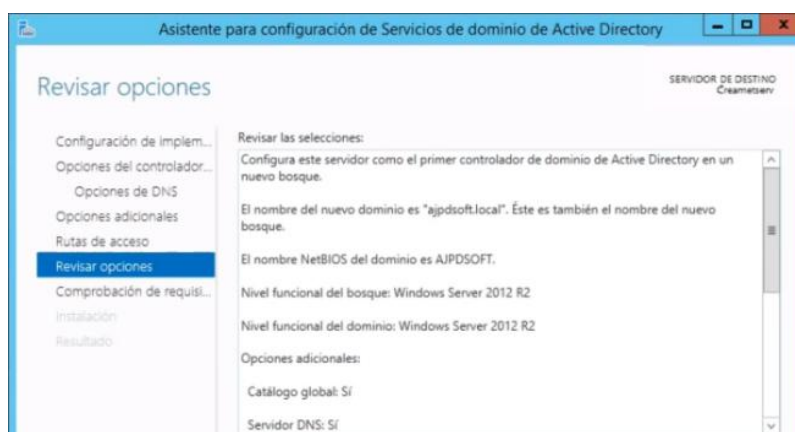 Asistente para configuración de Servicios de dominio de Active Directory
Revisar opciones
SERVIDOR DE DESTINO
Creametserv
Configuración de implem...
Opciones del controlador...
Opciones de DNS
Opciones adicionales
Rutas de acceso
Revisar opciones
Comprobación de requisi...
Instalación
Resultado
Revisar las selecciones:
Configura este servidor como el primer controlador de dominio de Active Directory en un
nuevo bosque.
El nombre del nuevo dominio es "ajpdsoft.local". Éste es también el nombre del nuevo
bosque.
El nombre NetBIOS del dominio es AJPDSOFT.
Nivel funcional del bosque: Windows Server 2012 R2
Nivel funcional del dominio: Windows Server 2012 R2
Opciones adicionales:
Catálogo global: Sí
Servidor DNS: Sí